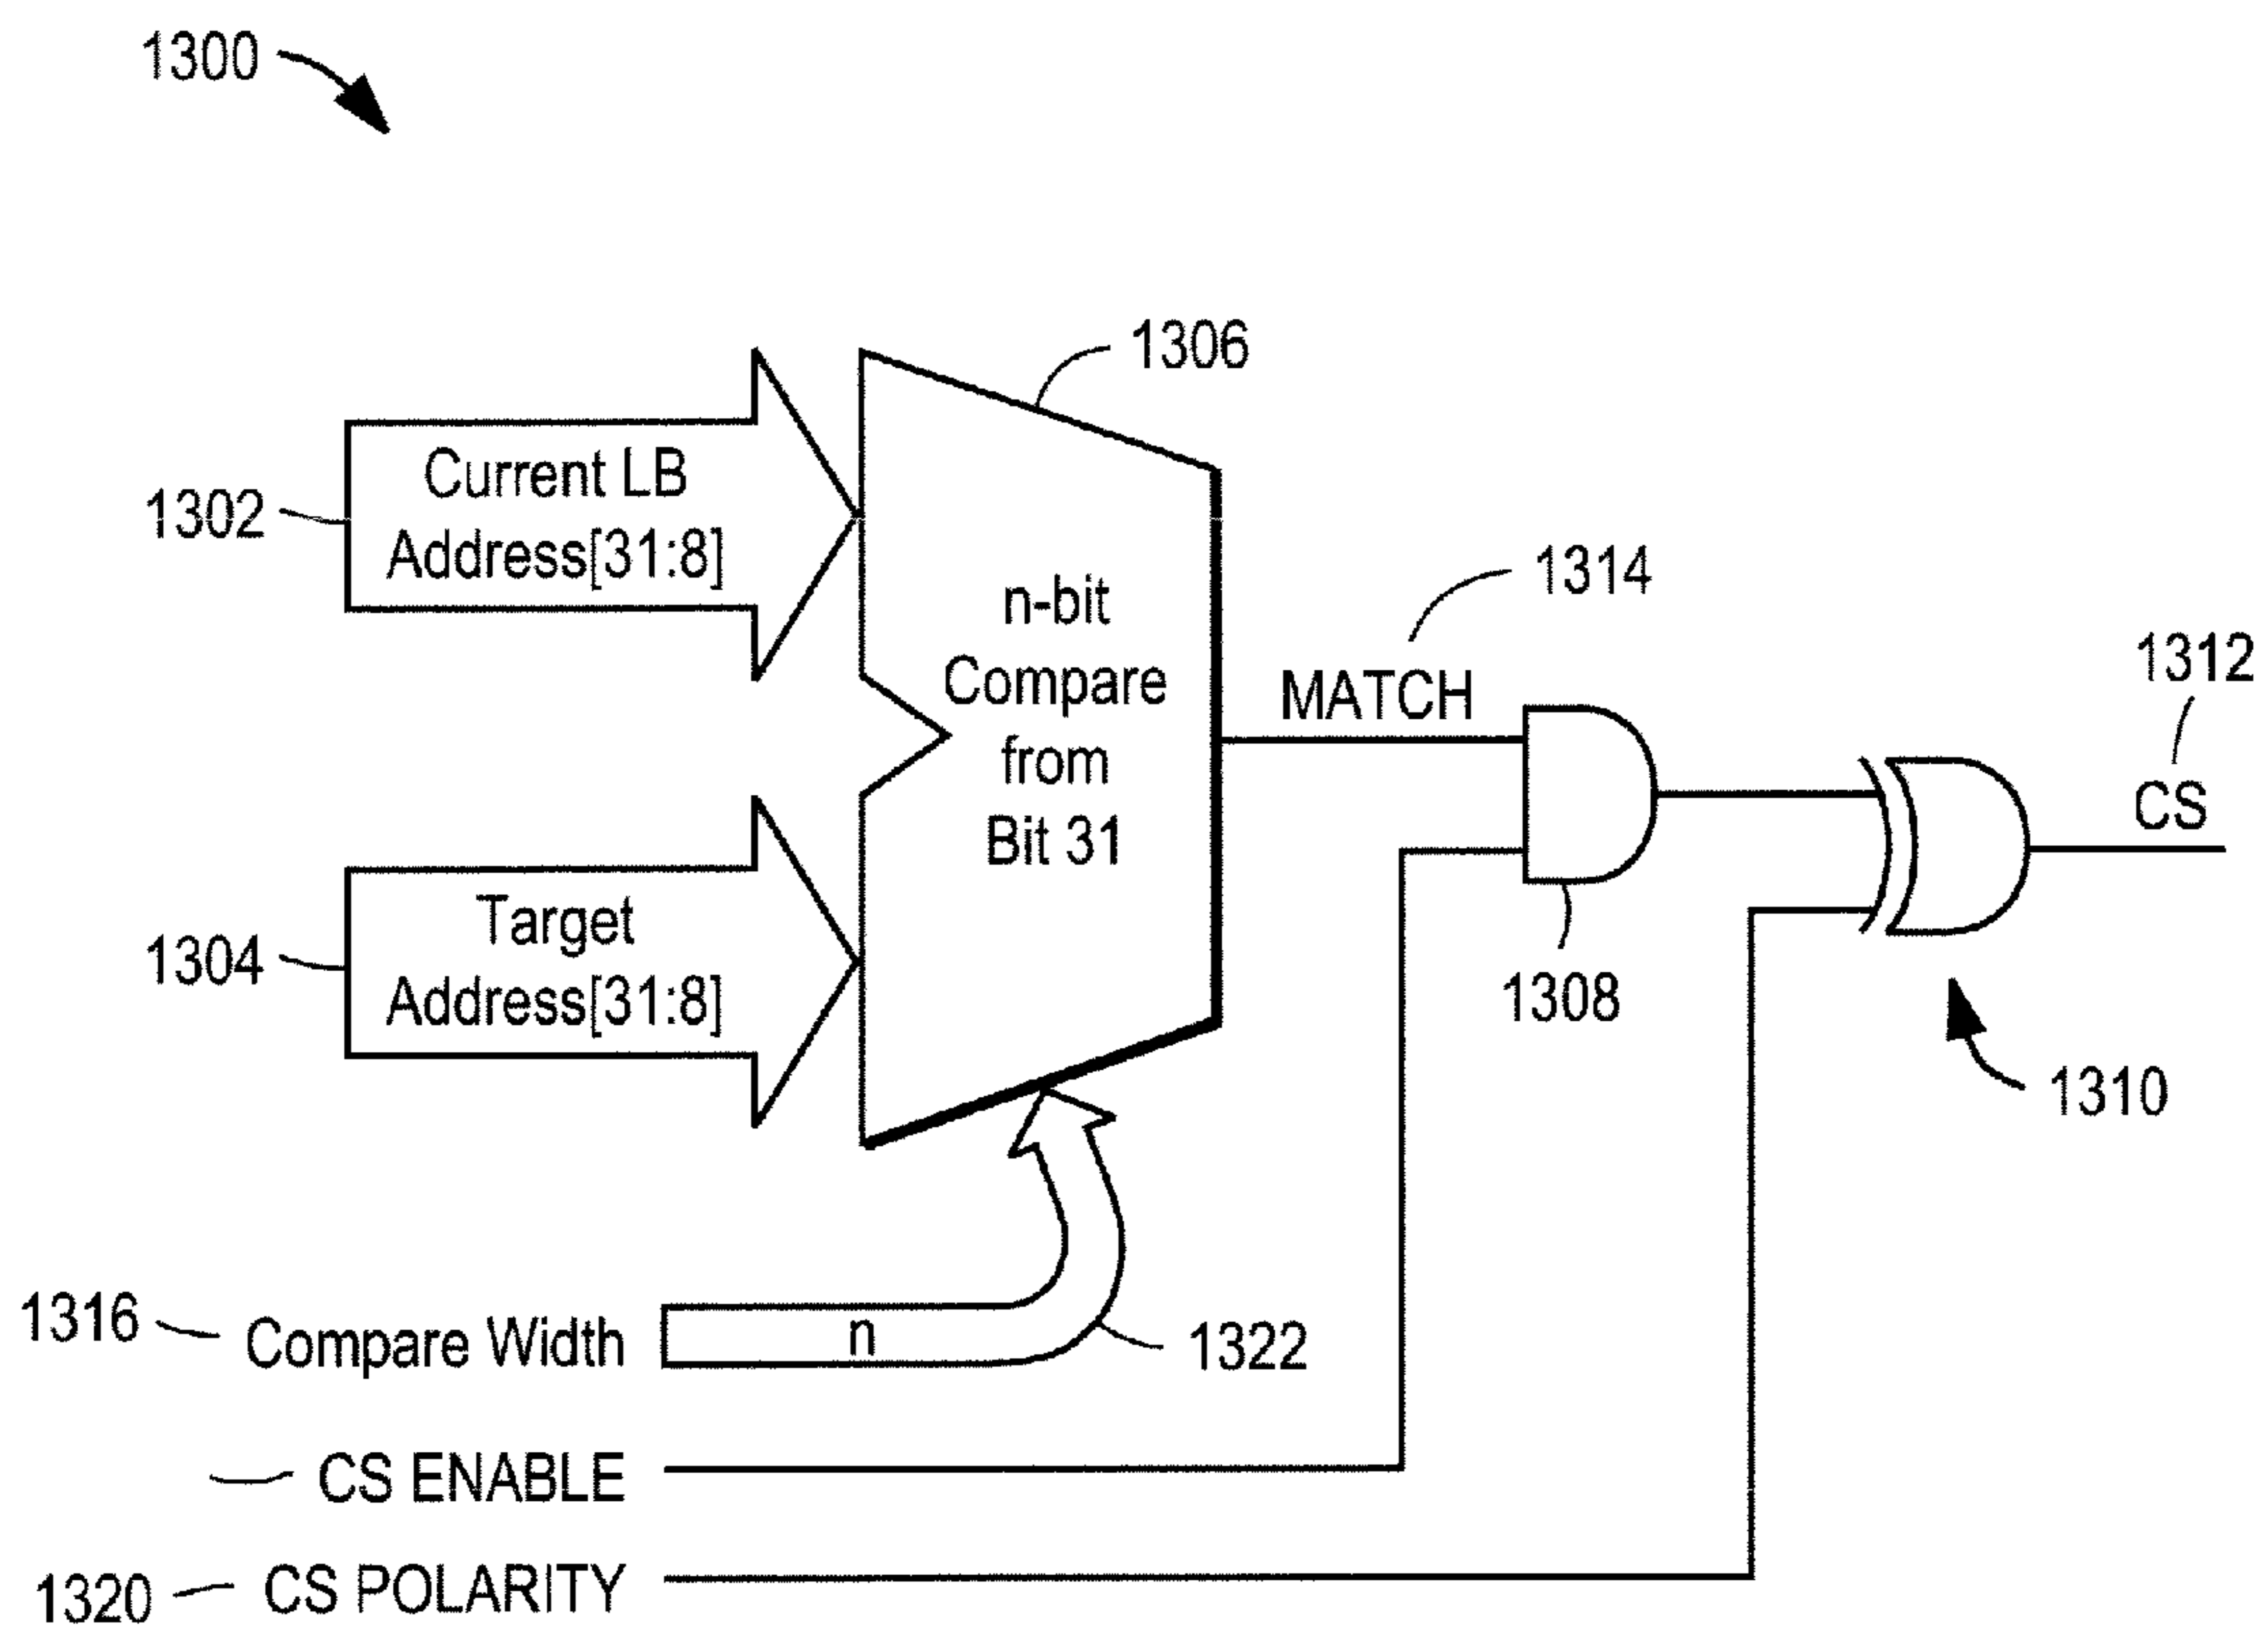 1300
1306
Current LB
Address[31:8]
1302
n-bit
Compare
from
Bit 31
1314
MATCH
1312
CS
Target
Address[31:8]
1304
1308
1310
1316
Compare Width
n
1322
CS ENABLE
1320
CS POLARITY